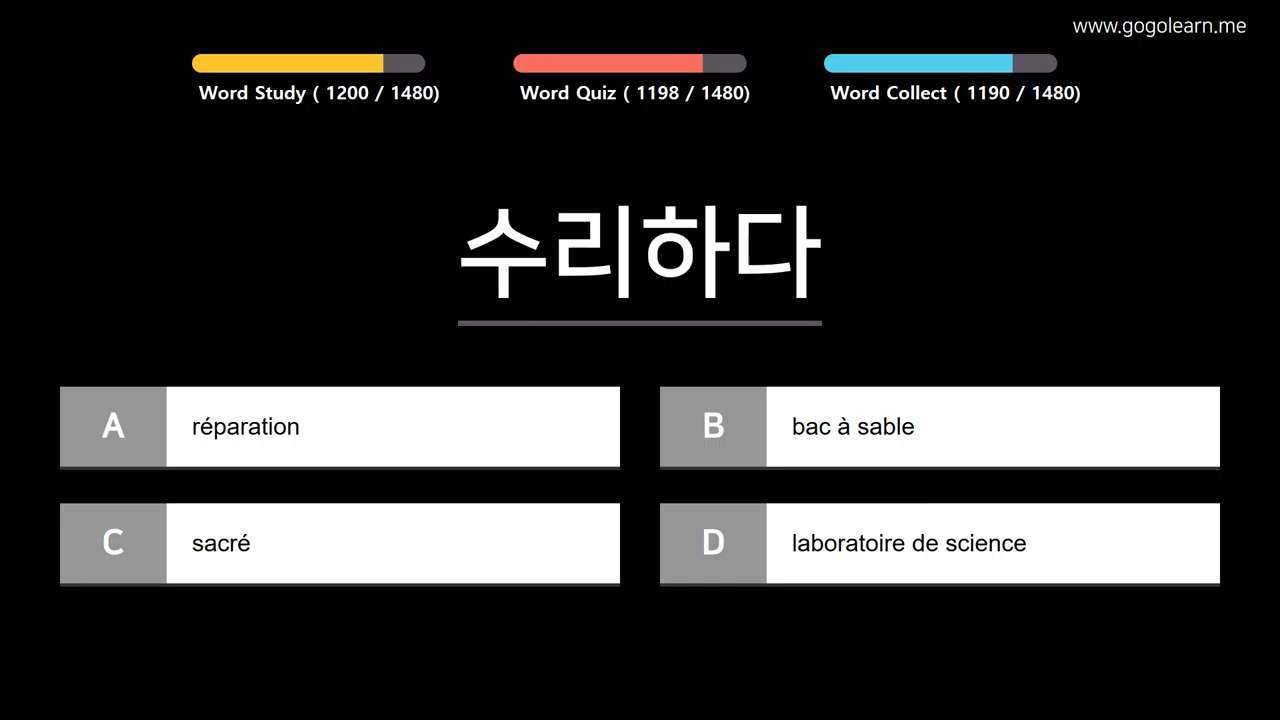 www.gogolearn.me
Word Study ( 1200 / 1480)
Word Quiz ( 1198 / 1480)
Word Collect ( 1190 / 1480)
수리하다
A réparation
B bac à sable
C sacré
D laboratoire de science